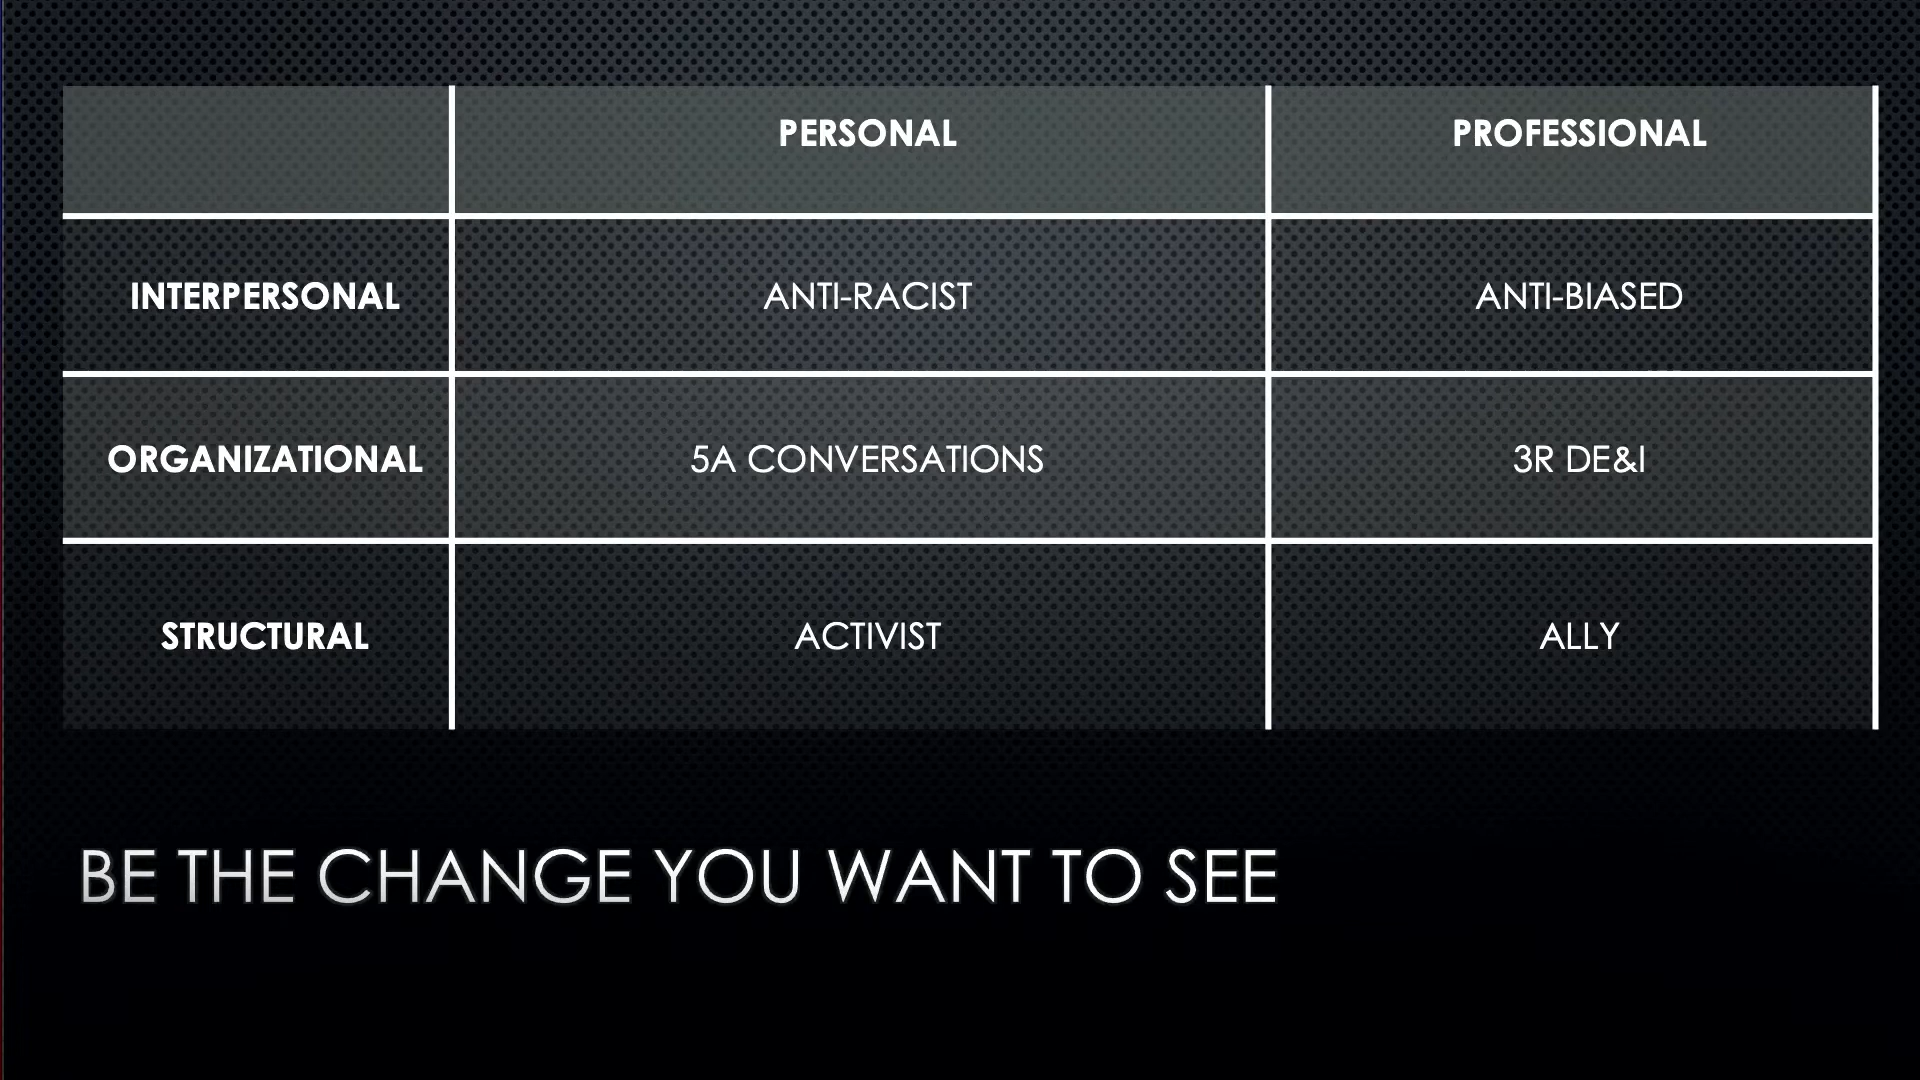 PERSONAL PROFESSIONAL
INTERPERSONAL ANTI-RACIST ANTI-BIASED
ORGANIZATIONAL 5A CONVERSATIONS 3R DE&I
STRUCTURAL ACTIVIST ALLY
BE THE CHANGE YOU WANT TO SEE